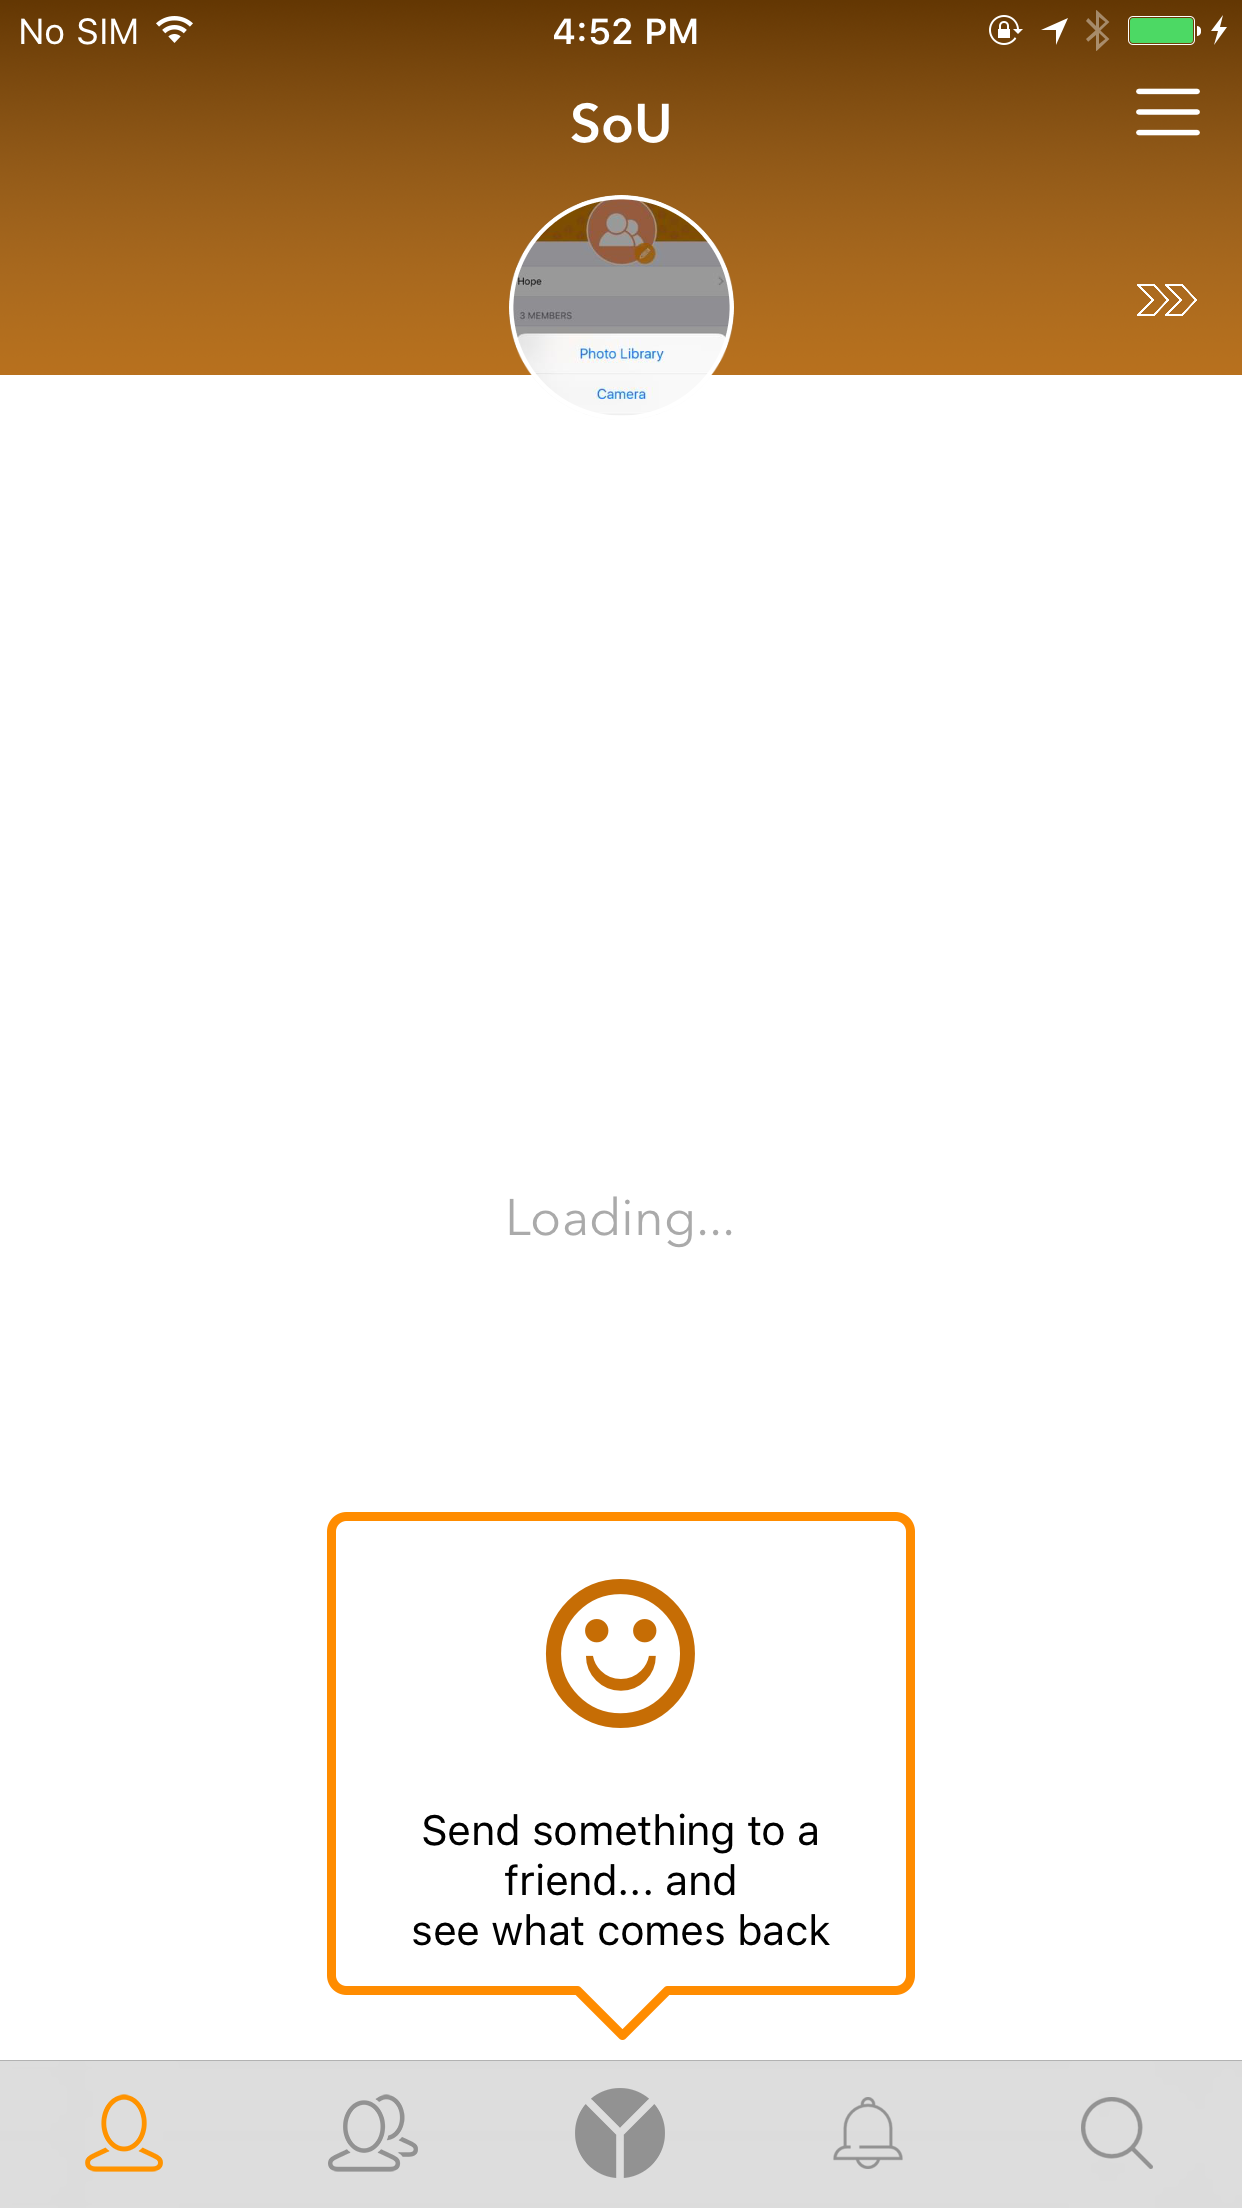 No SIM 4:52 PM
SoU
Hope
3 MEMBERS
Photo Library
Camera
Loading...
Send something to a
friend... and
see what comes back